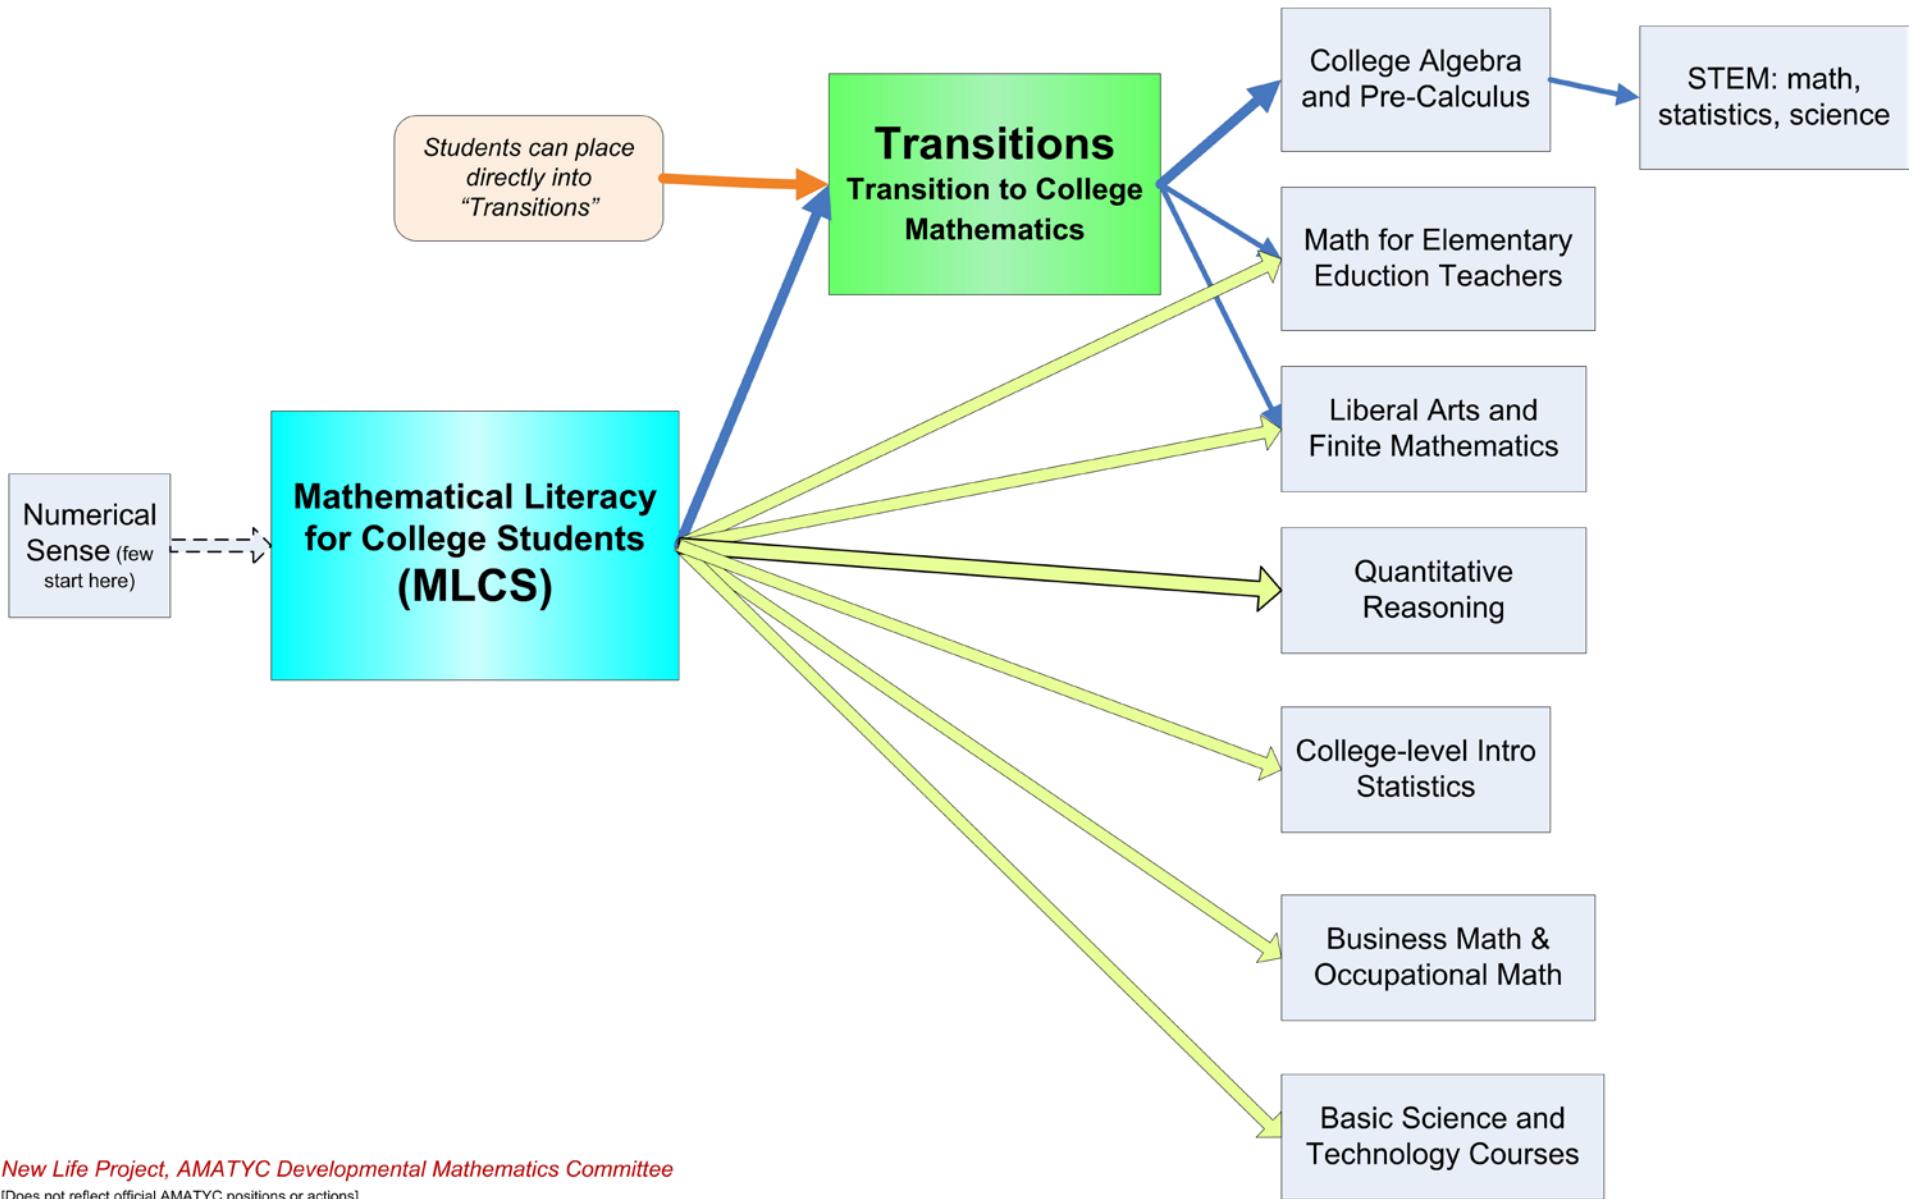 College Algebra
and Pre-Calculus
STEM: math,
statistics, science
Students can place
directly into
“Transitions”
Transitions
Transition to College
Mathematics
Math for Elementary
Eduction Teachers
Liberal Arts and
Finite Mathematics
Numerical
Sense (few
start here)
Mathematical Literacy
for College Students
(MLCS)
Quantitative
Reasoning
College-level Intro
Statistics
Business Math &
Occupational Math
Basic Science and
Technology Courses
New Life Project, AMATYC Developmental Mathematics Committee
[Does not reflect official AMATYC positions or actions]